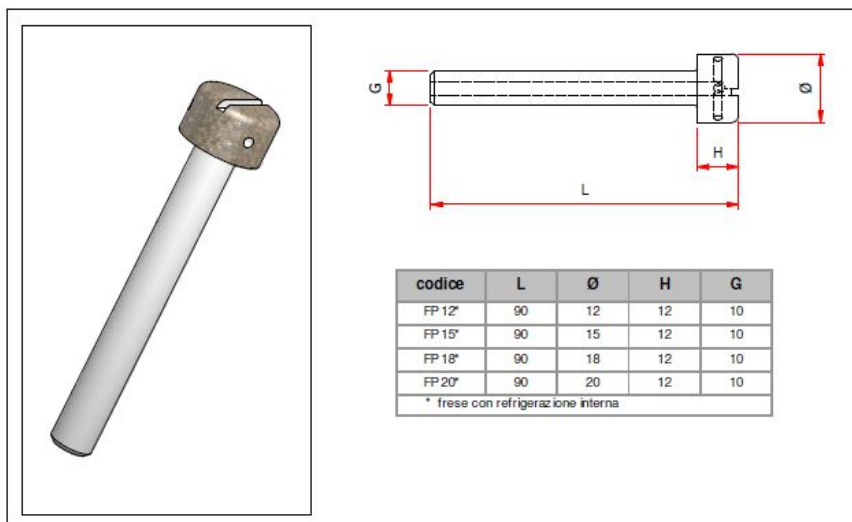 G
Ø
H
L
codice L Ø H G
FP 12* 90 12 12 10
FP 15* 90 15 12 10
FP 18* 90 18 12 10
FP 20* 90 20 12 10
* frese con refrigerazione interna